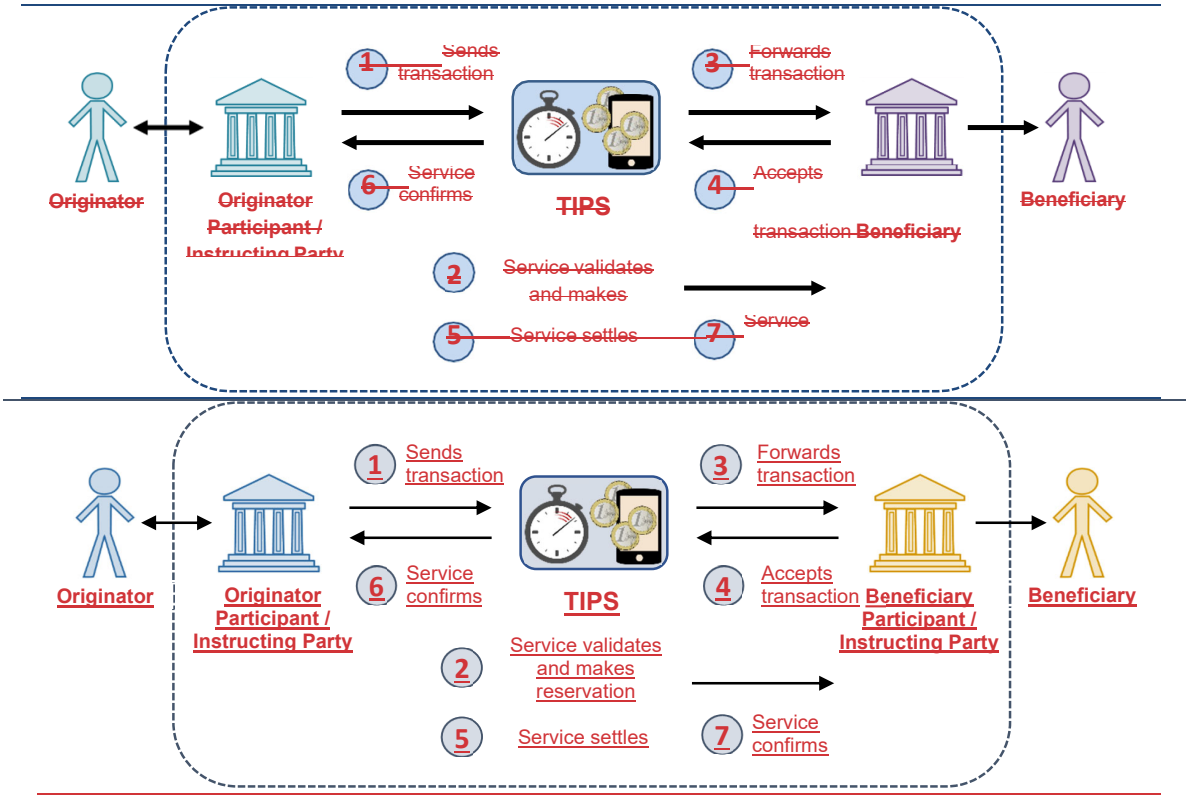 1
Sends
transaction
3
Forwards
transaction
6
Service
confirms
4
Accepts
Originator
Originator
Participant /
Instructing Party
TIPS
transaction Beneficiary
Beneficiary
2
Service validates
and makes
5
Service settles
7
Service
1
Sends
transaction
3
Forwards
transaction
6
Service
confirms
4
Accepts
transaction
Originator
Originator
Participant /
Instructing Party
TIPS
Beneficiary
Participant /
Instructing Party
Beneficiary
2
Service validates
and makes
reservation
5
Service settles
7
Service
confirms